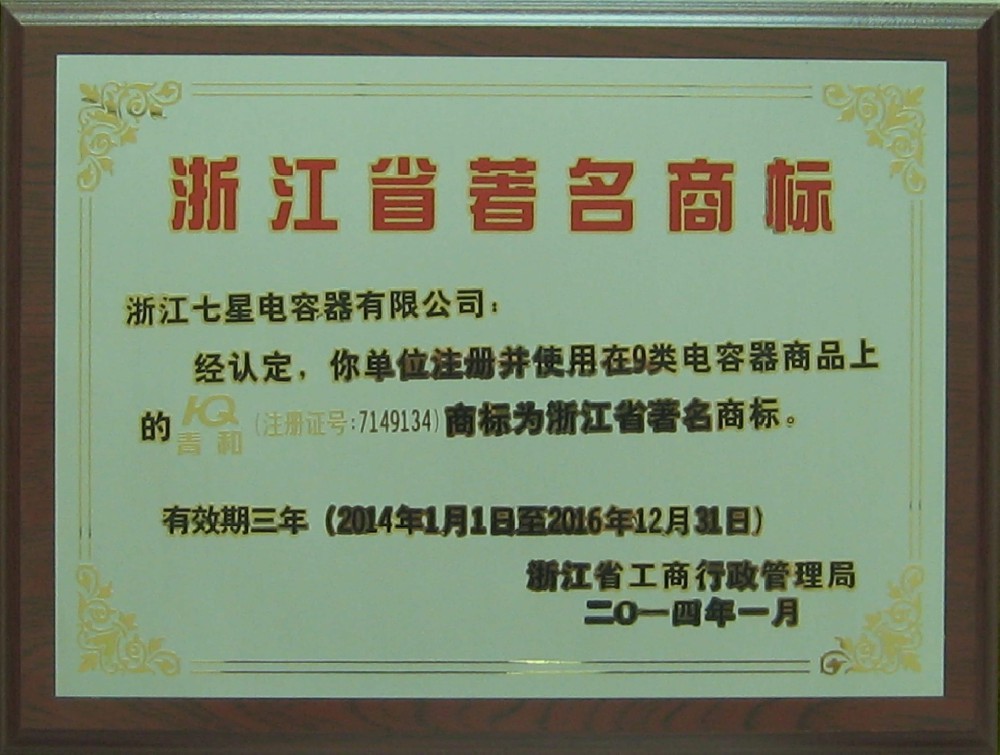 浙江省著名商标
浙江七星电容器有限公司：
经认定，你单位注册并使用在9类电容器商品上
的 HQ 青和 (注册证号:7149134) 商标为浙江省著名商标。
有效期三年（2014年1月1日至2016年12月31日）
浙江省工商行政管理局
二〇一四年一月